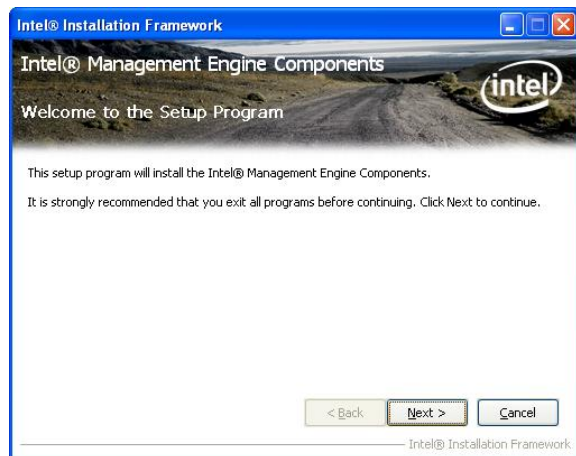 Intel® Installation Framework
Intel® Management Engine Components
(intel)
Welcome to the Setup Program
This setup program will install the Intel® Management Engine Components.
It is strongly recommended that you exit all programs before continuing. Click Next to continue.
< Back
Next >
Cancel
Intel® Installation Framework